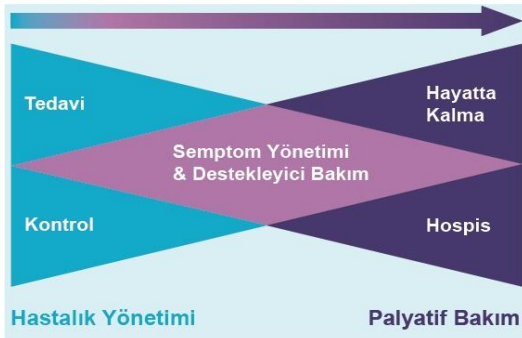 Tedavi
Hayatta
Kalma
Semptom Yönetimi
& Destekleyici Bakım
Kontrol
Hospis
Hastalık Yönetimi
Palyatif Bakım